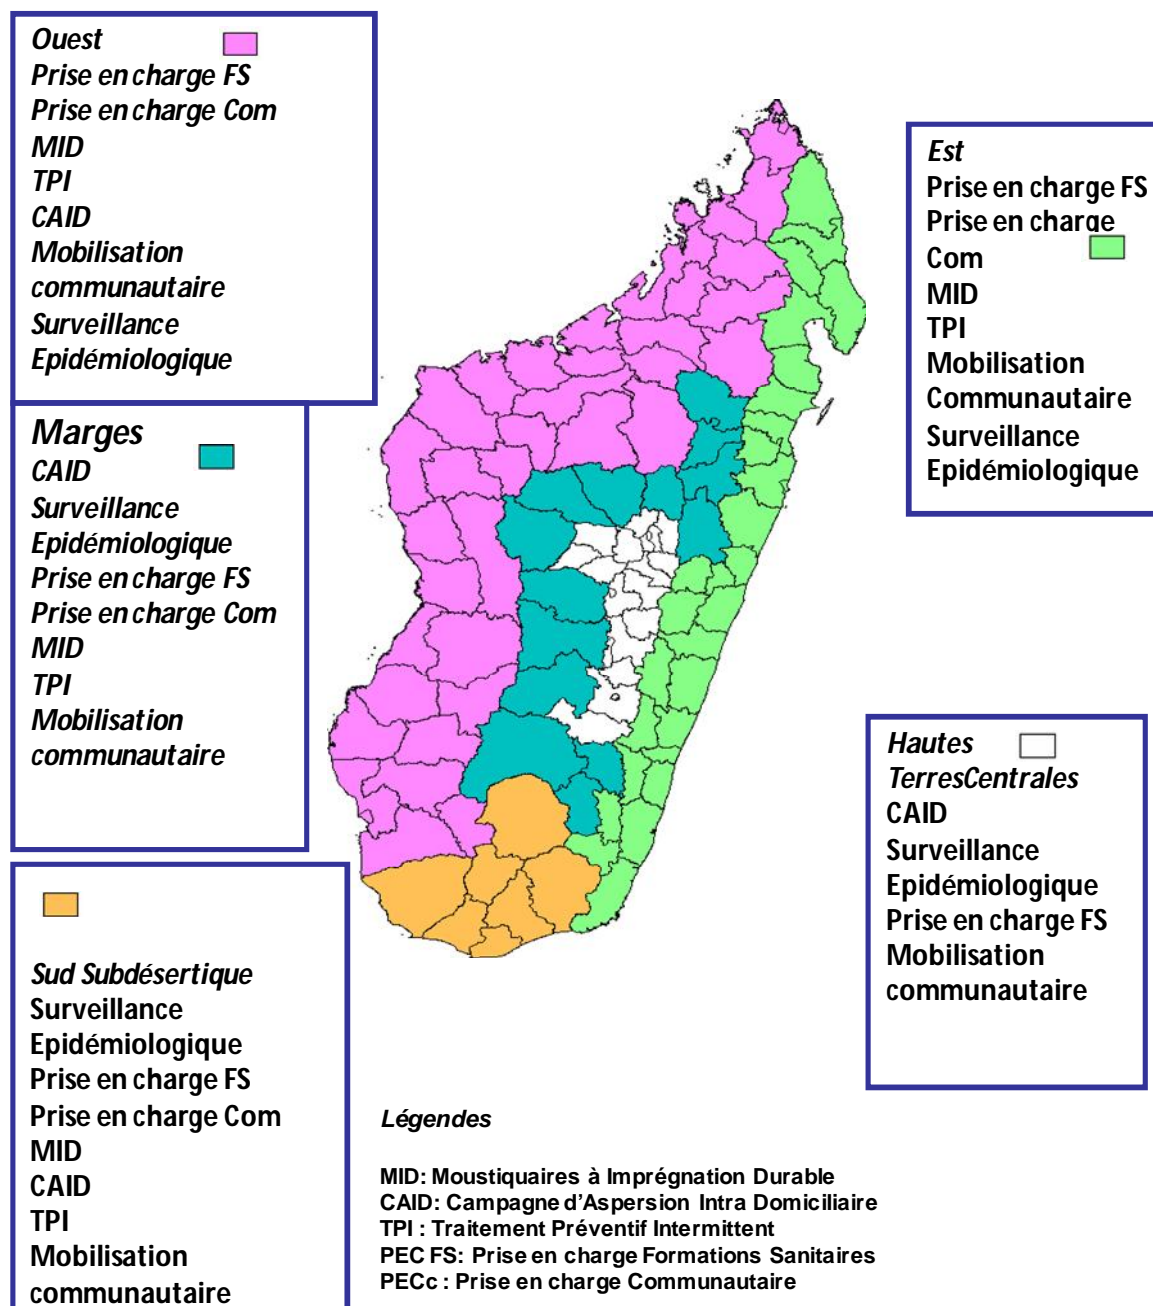 Ouest
Prise en charge FS
Prise en charge Com
MID
TPI
CAID
Mobilisation
communautaire
Surveillance
Epidémiologique
Marges
CAID
Surveillance
Epidémiologique
Prise en charge FS
Prise en charge Com
MID
TPI
Mobilisation
communautaire
Sud Subdésertique
Surveillance
Epidémiologique
Prise en charge FS
Prise en charge Com
MID
CAID
TPI
Mobilisation
communautaire
Est
Prise en charge FS
Prise en charge
Com
MID
TPI
Mobilisation
Communautaire
Surveillance
Epidémiologique
Hautes
TerresCentrales
CAID
Surveillance
Epidémiologique
Prise en charge FS
Mobilisation
communautaire
Légendes
MID: Moustiquaires à Imprégnation Durable
CAID: Campagne d'Aspersion Intra Domiciliaire
TPI : Traitement Préventif Intermittent
PEC FS: Prise en charge Formations Sanitaires
PECc : Prise en charge Communautaire